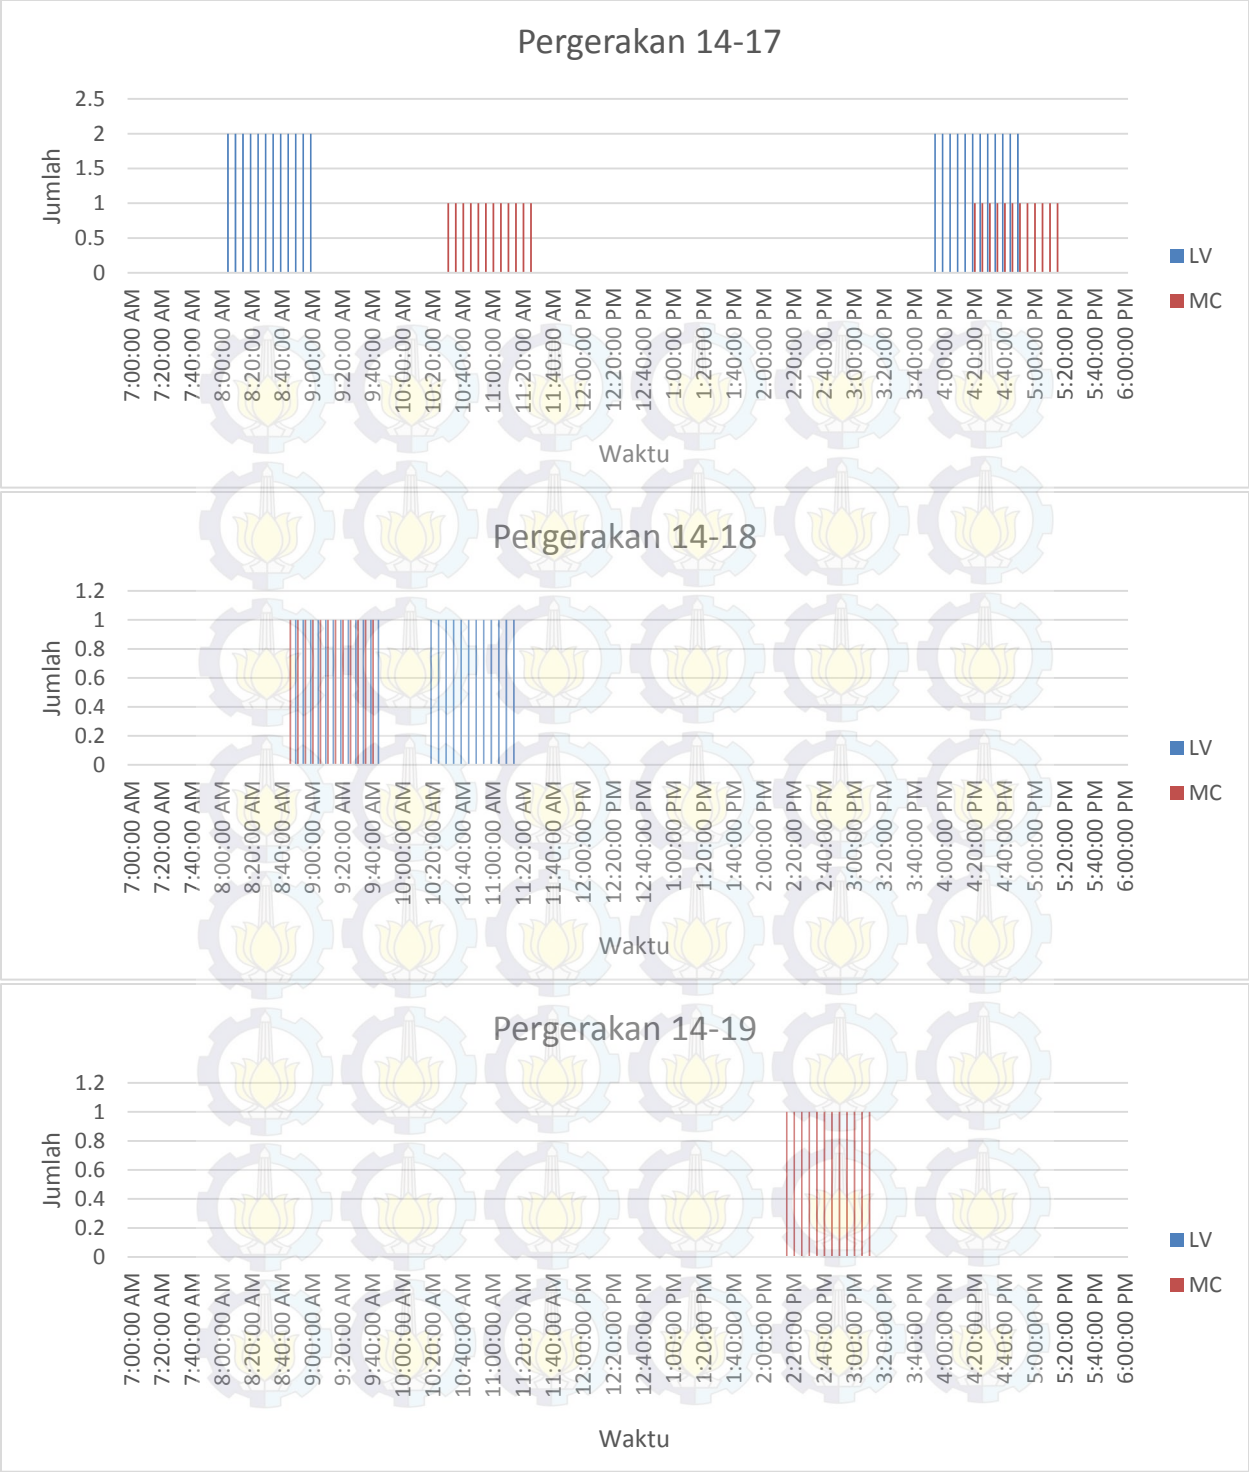 Pergerakan 14-17
2.5
2
1.5
1
0.5
0
Jumlah
7:00:00 AM
7:20:00 AM
7:40:00 AM
8:00:00 AM
8:20:00 AM
8:40:00 AM
9:00:00 AM
9:20:00 AM
9:40:00 AM
10:00:00 AM
10:20:00 AM
10:40:00 AM
11:00:00 AM
11:20:00 AM
11:40:00 AM
12:00:00 PM
12:20:00 PM
12:40:00 PM
1:00:00 PM
1:20:00 PM
1:40:00 PM
2:00:00 PM
2:20:00 PM
2:40:00 PM
3:00:00 PM
3:20:00 PM
3:40:00 PM
4:00:00 PM
4:20:00 PM
4:40:00 PM
5:00:00 PM
5:20:00 PM
5:40:00 PM
6:00:00 PM
Waktu
LV
MC
Pergerakan 14-18
1.2
1
0.8
0.6
0.4
0.2
0
Jumlah
7:00:00 AM
7:20:00 AM
7:40:00 AM
8:00:00 AM
8:20:00 AM
8:40:00 AM
9:00:00 AM
9:20:00 AM
9:40:00 AM
10:00:00 AM
10:20:00 AM
10:40:00 AM
11:00:00 AM
11:20:00 AM
11:40:00 AM
12:00:00 PM
12:20:00 PM
12:40:00 PM
1:00:00 PM
1:20:00 PM
1:40:00 PM
2:00:00 PM
2:20:00 PM
2:40:00 PM
3:00:00 PM
3:20:00 PM
3:40:00 PM
4:00:00 PM
4:20:00 PM
4:40:00 PM
5:00:00 PM
5:20:00 PM
5:40:00 PM
6:00:00 PM
Waktu
LV
MC
Pergerakan 14-19
1.2
1
0.8
0.6
0.4
0.2
0
Jumlah
7:00:00 AM
7:20:00 AM
7:40:00 AM
8:00:00 AM
8:20:00 AM
8:40:00 AM
9:00:00 AM
9:20:00 AM
9:40:00 AM
10:00:00 AM
10:20:00 AM
10:40:00 AM
11:00:00 AM
11:20:00 AM
11:40:00 AM
12:00:00 PM
12:20:00 PM
12:40:00 PM
1:00:00 PM
1:20:00 PM
1:40:00 PM
2:00:00 PM
2:20:00 PM
2:40:00 PM
3:00:00 PM
3:20:00 PM
3:40:00 PM
4:00:00 PM
4:20:00 PM
4:40:00 PM
5:00:00 PM
5:20:00 PM
5:40:00 PM
6:00:00 PM
Waktu
LV
MC